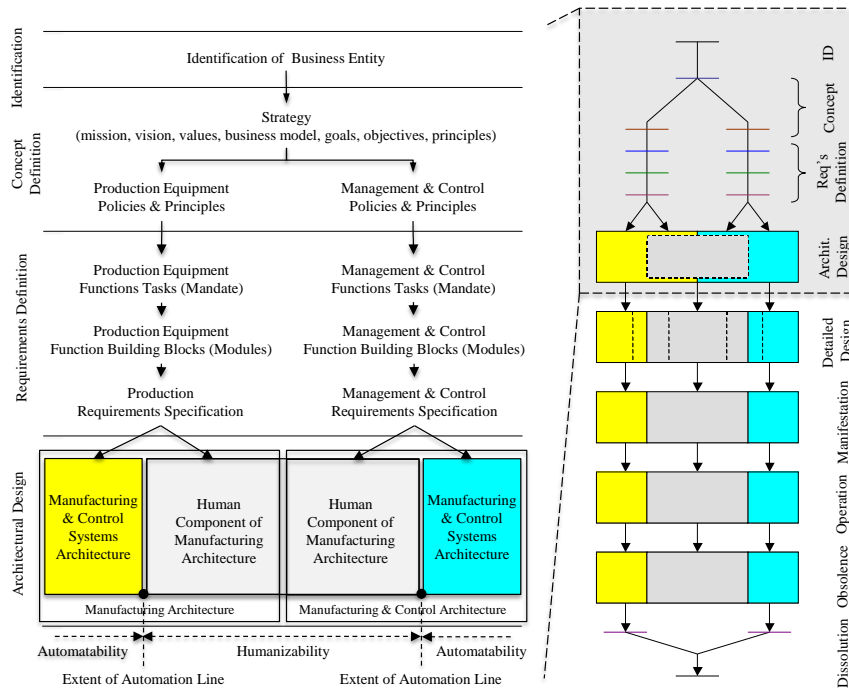 Identification
Identification of Business Entity
Concept
Definition
Strategy
(mission, vision, values, business model, goals, objectives, principles)
Production Equipment
Policies & Principles
Management & Control
Policies & Principles
Requirements Definition
Production Equipment
Functions Tasks (Mandate)
Management & Control
Functions Tasks (Mandate)
Production Equipment
Function Building Blocks (Modules)
Management & Control
Function Building Blocks (Modules)
Production
Requirements Specification
Management & Control
Requirements Specification
Architectural Design
Manufacturing
& Control
Systems
Architecture
Human
Component of
Manufacturing
Architecture
Human
Component of
Manufacturing
Architecture
Manufacturing
& Control
Systems
Architecture
Manufacturing Architecture
Manufacturing & Control Architecture
Automatability
Humanizability
Automatability
Extent of Automation Line
Extent of Automation Line
ID
Concept
Req's
Definition
Archit.
Design
Detailed
Design
Manifestation
Operation
Obsolence
Dissolution